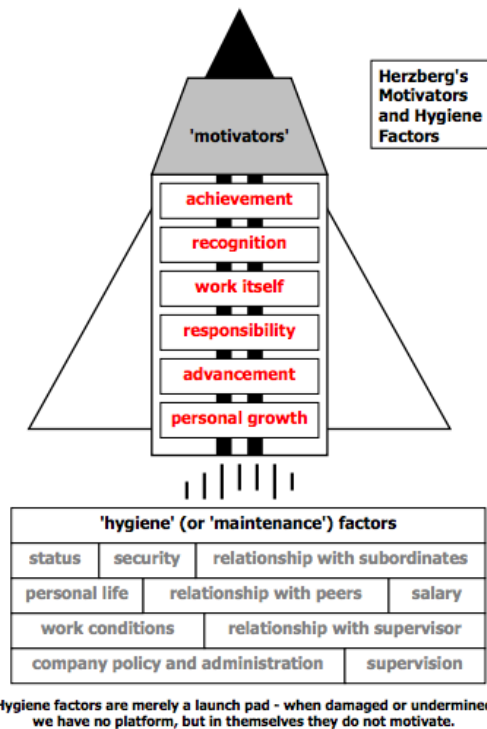 Herzberg's
Motivators
and Hygiene
Factors
'motivators'
achievement
recognition
work itself
responsibility
advancement
personal growth
'hygiene' (or 'maintenance') factors
status security relationship with subordinates
personal life relationship with peers salary
work conditions relationship with supervisor
company policy and administration supervision
Hygiene factors are merely a launch pad - when damaged or undermined
we have no platform, but in themselves they do not motivate.